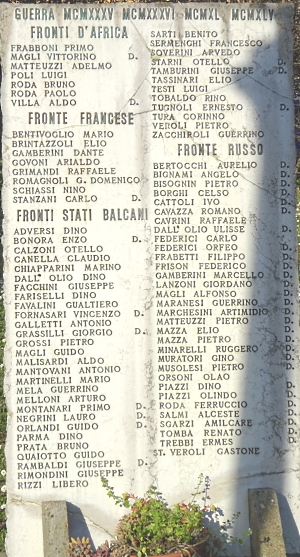 GUERRA MCMXXXV MCMXXXVI MCMXL MCMXLV
FRONTI D'AFRICA
FRABBONI PRIMO
MAGLI VITTORINO D.
MATTEUZZI ADELMO
POLI LUIGI
RODA BRUNO
RODA PAOLO
VILLA ALDO D.
FRONTE FRANCESE
BENTIVOGLIO MARIO
BRINTAZZOLI ELIO
GAMBERINI DANTE
GOVONI ARIALDO
GRIMANDI RAFFAELE
ROMAGNOLI G. DOMENICO
SCHIASSI NINO
STANZANI CARLO D.
FRONTI STATI BALCANI
ADVERSI DINO
BONORA ENZO D.
CALZONI OTELLO
CANELLA CLAUDIO
CHIAPPARINI MARINO
DALL'OLIO DINO
FACCHINI GIUSEPPE
FARISELLI DINO
FAVALINI GUALTIERO
FORNASARI VINCENZO D.
GALLETTI ANTONIO
GRASSILLI GIORGIO D.
GROSSI PIETRO
MAGLI GUIDO
MALISARDI ALDO
MANTOVANI ANTONIO
MARTINELLI MARIO
MELA GUERRINO
MELLONI ARTURO
MONTANARI PRIMO D.
NEGRINI LAURO D.
ORLANDI GUIDO D.
PARMA DINO
PRATA BRUNO
QUAIOTTO GUIDO
RAMBALDI GIUSEPPE D.
RIMONDINI GIUSEPPE
RIZZI LIBERO
SARTI BENITO
SERMENGHI FRANCESCO
SOVERINI ARVEDO
STARNI OTELLO D.
TAMBURINI GIUSEPPE D.
TASSINARI ELIO
TESTI LUIGI
TOBALDO RINO
TUGNOLI ERNESTO D.
TURA CORINNO
VEROLI PIETRO
ZACCHIROLI GUERRINO
FRONTE RUSSO
BERTOCCHI AURELIO D.
BIGNAMI ANGELO D.
BISOGNIN PIETRO D.
BORGHI CELSO D.
CATTOLI IVO D.
CAVAZZA ROMANO D.
CAVRINI RAFFAELE D.
DALL'OLIO ULISSE D.
FEDERICI CARLO D.
FEDERICI ORFEO D.
FRABETTI FILIPPO D.
FRISON FEDERICO D.
GAMBERINI MARCELLO D.
LANZONI GIORDANO D.
MAGLI ALFONSO D.
MARANESI GUERRINO D.
MARCHESINI ARTIMIDIO D.
MATTEUZZI PIETRO D.
MAZZA ELIO D.
MAZZA PIETRO D.
MINARELLI RUGGERO D.
MURATORI GINO D.
MUSOLESI PIETRO D.
ORSONI OLAO D.
PIAZZI DINO D.
PIAZZI OLINDO D.
RODA FERRUCCIO D.
SALMI ALCESTE D.
SGARZI AMILCARE D.
TOMBA RENATO D.
TREBBI ERMES D.
ST. VEROLI GASTONE D.